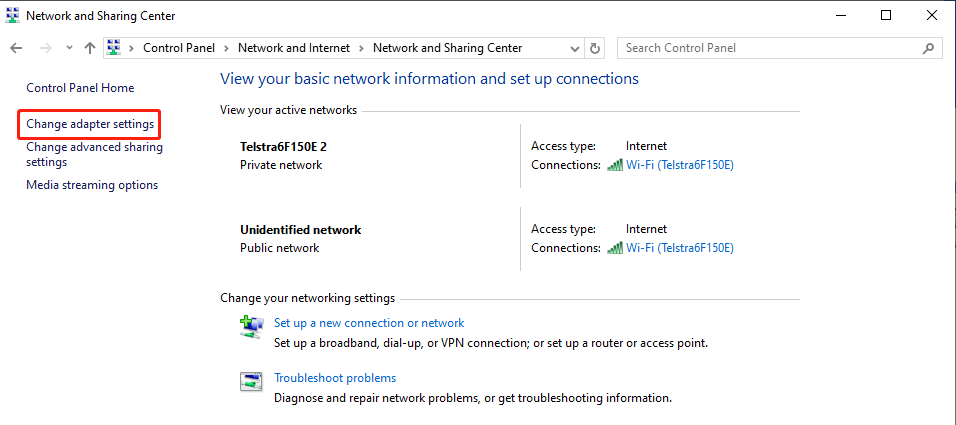 Network and Sharing Center
Control Panel > Network and Internet > Network and Sharing Center
Search Control Panel
Control Panel Home
Change adapter settings
Change advanced sharing
settings
Media streaming options
View your basic network information and set up connections
View your active networks
Telstra6F150E 2
Private network
Access type: Internet
Connections: Wi-Fi (Telstra6F150E)
Unidentified network
Public network
Access type: Internet
Connections: Wi-Fi (Telstra6F150E)
Change your networking settings
Set up a new connection or network
Set up a broadband, dial-up, or VPN connection; or set up a router or access point.
Troubleshoot problems
Diagnose and repair network problems, or get troubleshooting information.